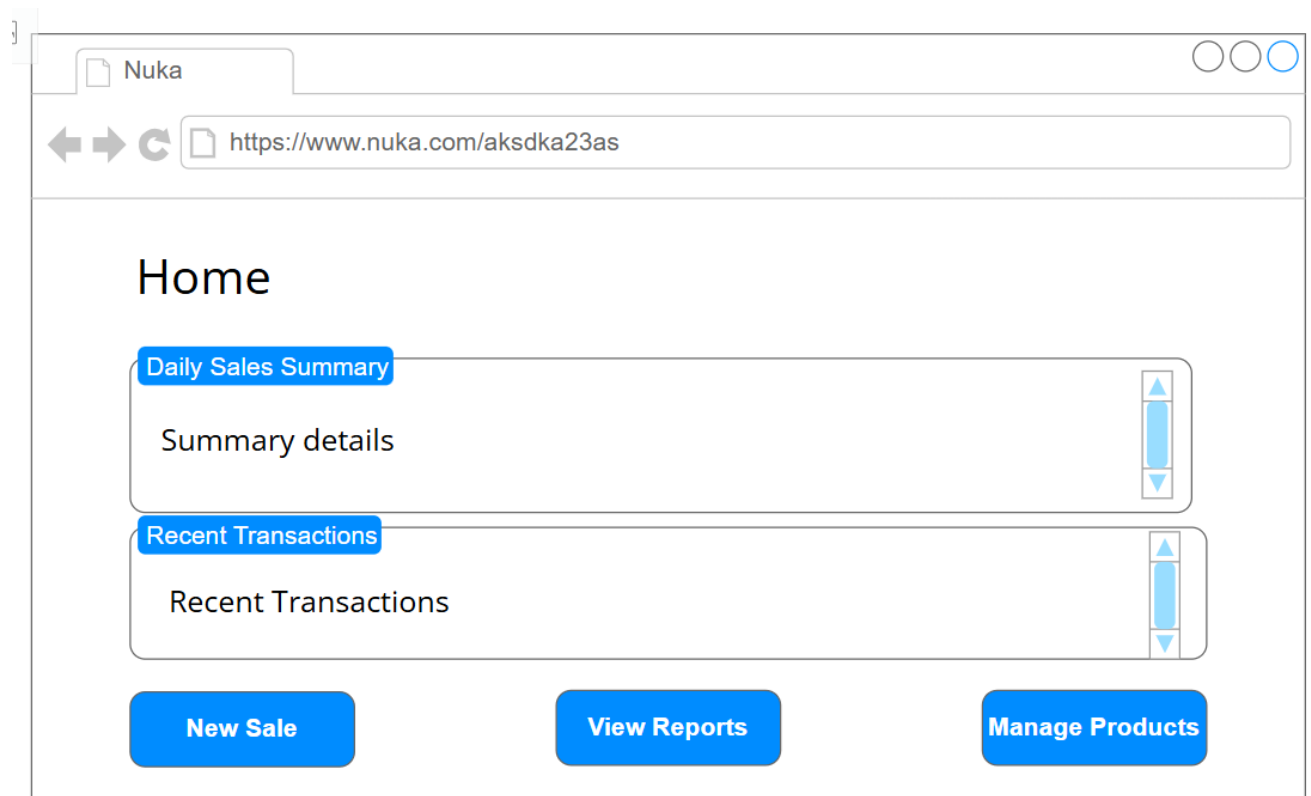 Nuka
https://www.nuka.com/aksdka23as
Home
Daily Sales Summary
Summary details
Recent Transactions
Recent Transactions
New Sale
View Reports
Manage Products